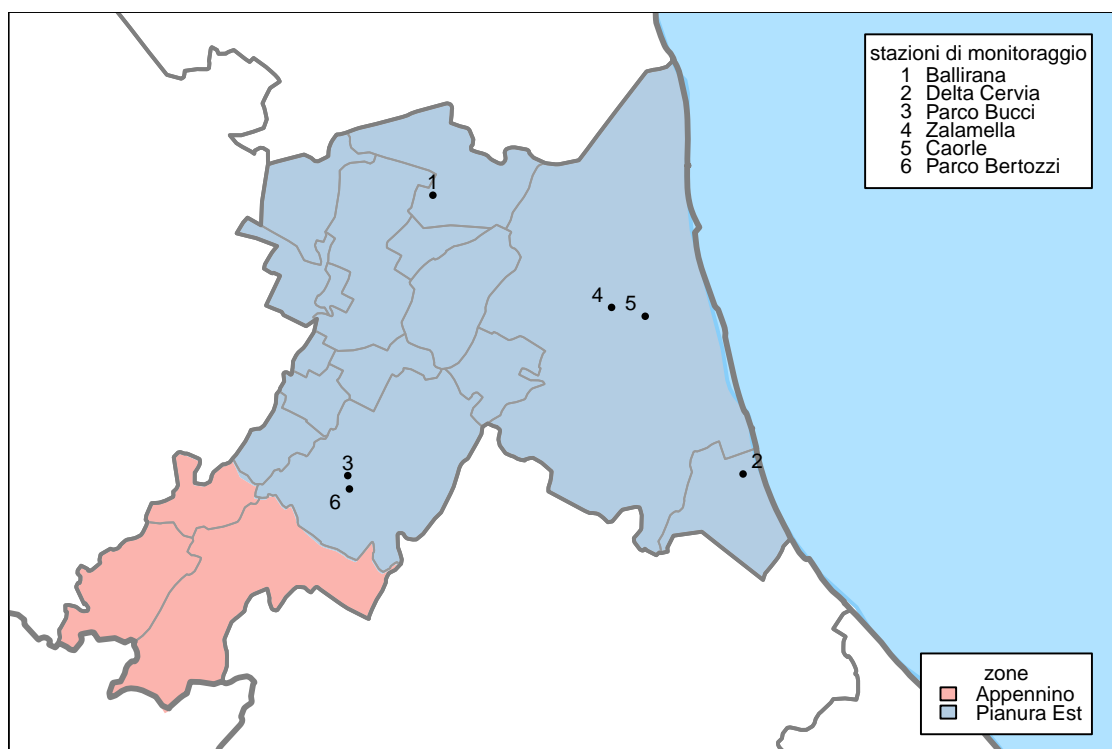 stazioni di monitoraggio
1 Ballirana
2 Delta Cervia
3 Parco Bucci
4 Zalamella
5 Caorle
6 Parco Bertozzi
1
4
5
2
3
6
zone
Appennino
Pianura Est